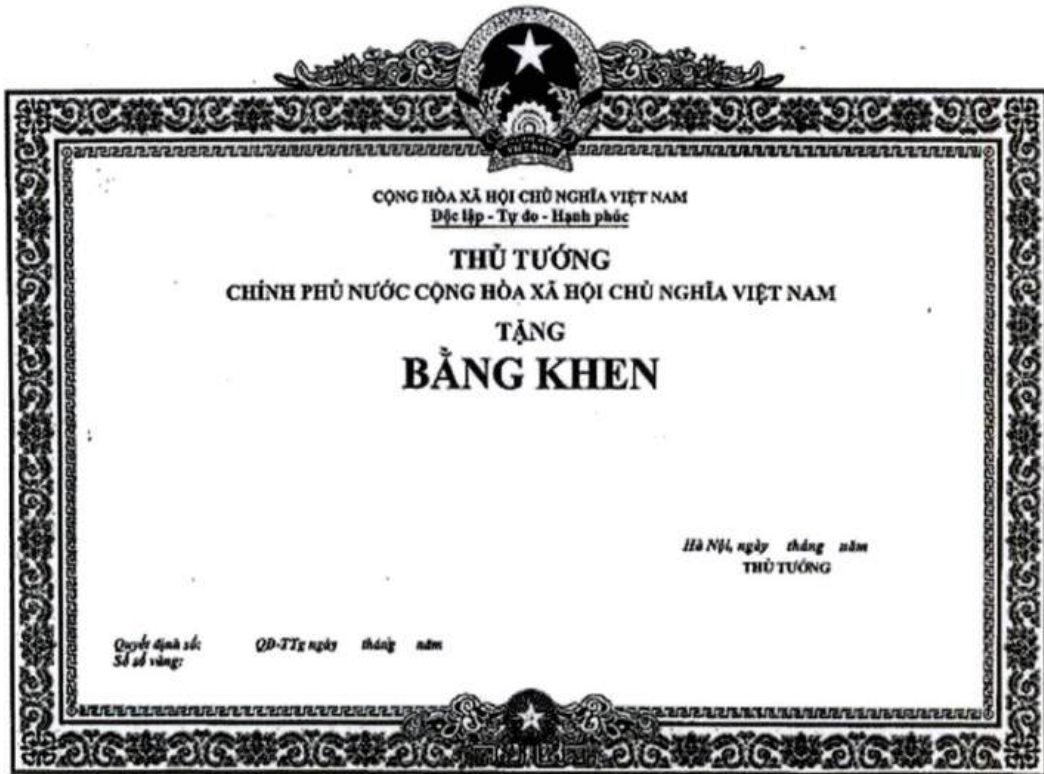 VIỆT NAM
CỘNG HÒA XÃ HỘI CHỦ NGHĨA VIỆT NAM
Độc lập - Tự do - Hạnh phúc
THỦ TƯỚNG
CHÍNH PHỦ NƯỚC CỘNG HÒA XÃ HỘI CHỦ NGHĨA VIỆT NAM
TẶNG
BẰNG KHEN
Hà Nội, ngày tháng năm
THỦ TƯỚNG
Quyết định số: QĐ-TTg ngày tháng năm
Số sổ vàng: